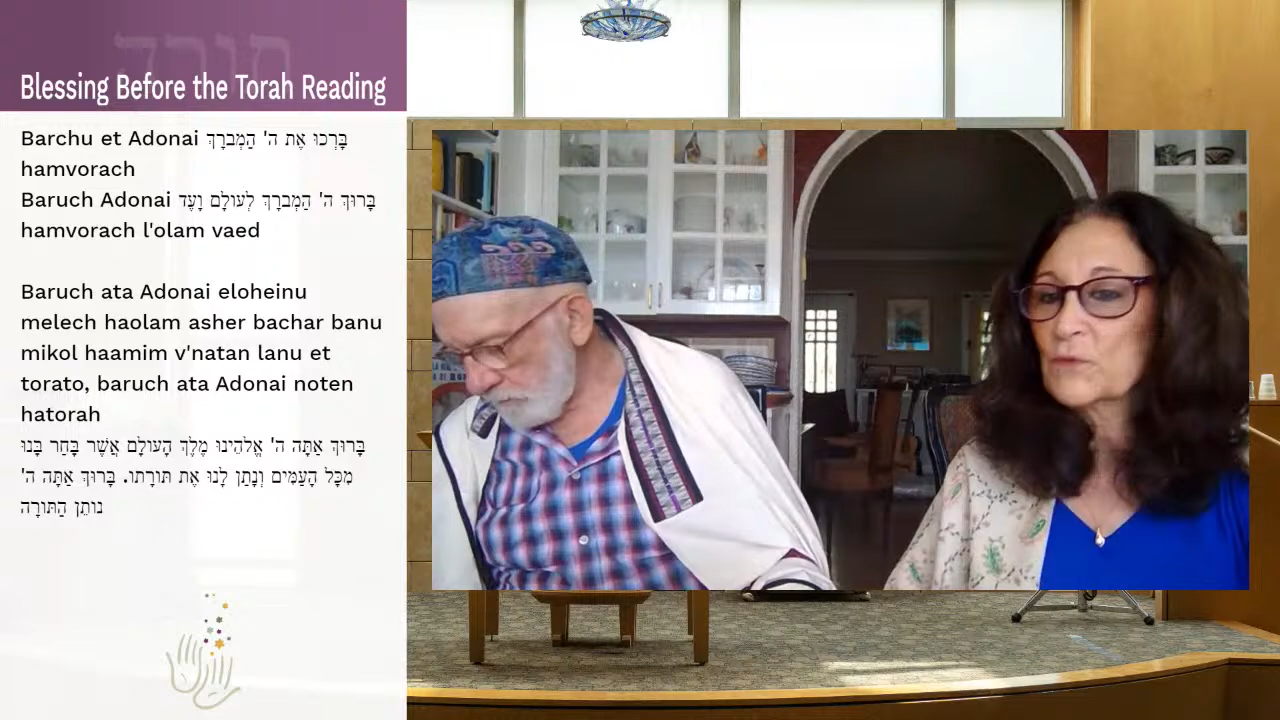 תורה
Blessing Before the Torah Reading
Barchu et Adonai בָּרְכוּ אֶת ה' הַמְבֹרָךְ
hamvorach
Baruch Adonai בָּרוּךְ ה' הַמְבֹרָךְ לְעוֹלָם וָעֶד
hamvorach l'olam vaed
Baruch ata Adonai eloheinu
melech haolam asher bachar banu
mikol haamim v'natan lanu et
torato, baruch ata Adonai noten
hatorah
בָּרוּךְ אַתָּה ה' אֱלֹהֵינוּ מֶלֶךְ הָעוֹלָם אֲשֶׁר בָּחַר בָּנוּ
מִכָּל הָעַמִּים וְנָתַן לָנוּ אֶת תּוֹרָתוֹ. בָּרוּךְ אַתָּה ה'
נוֹתֵן הַתּוֹרָה